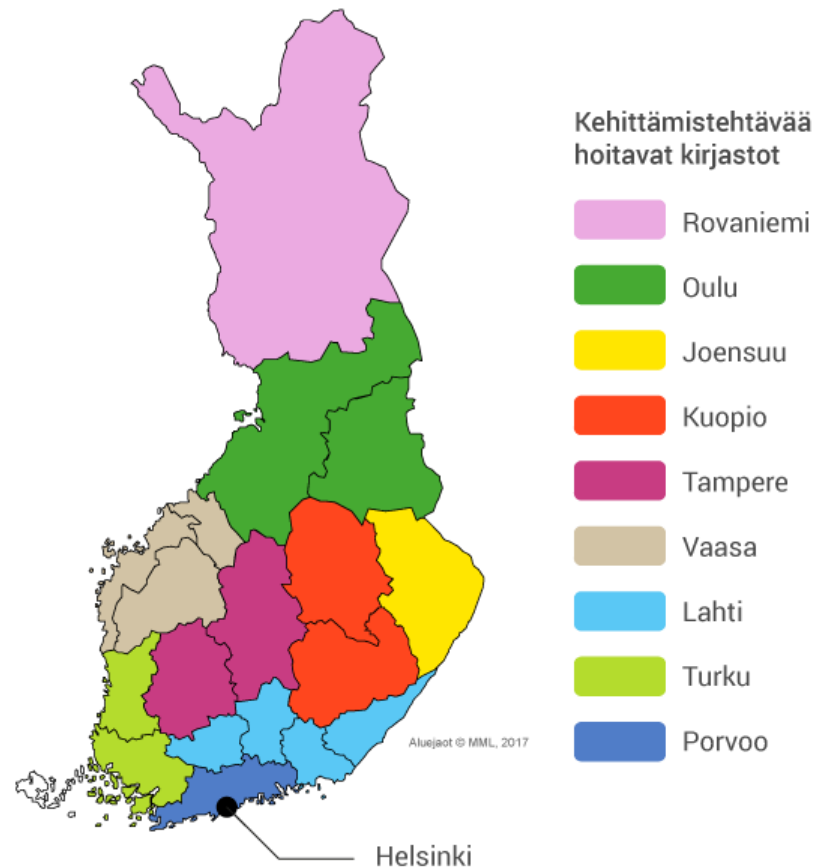 Kehittämistehtävää
hoitavat kirjastot
Rovaniemi
Oulu
Joensuu
Kuopio
Tampere
Vaasa
Lahti
Turku
Porvoo
Aluejaot © MML, 2017
Helsinki